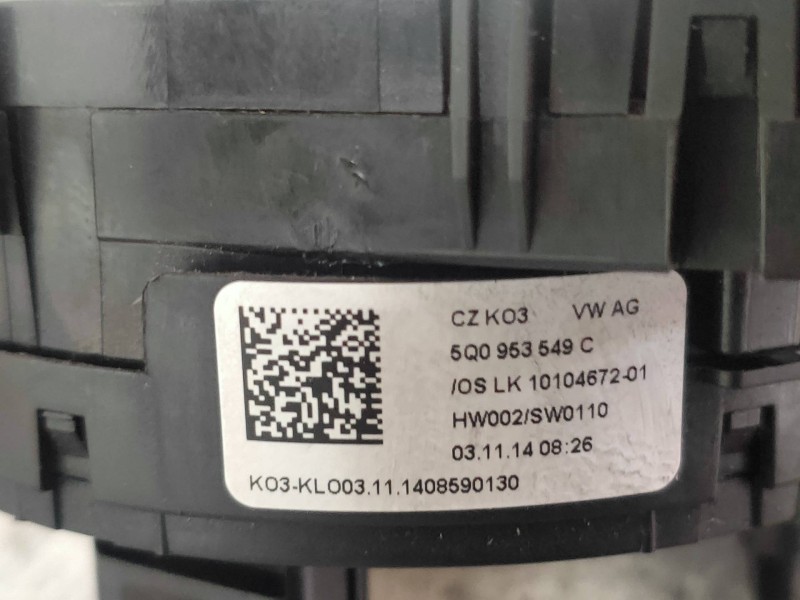 CZ KO3 VW AG
5Q0 953 549 C
/OS LK 10104672-01
HW002/SW0110
03.11.14 08:26
KO3-KLO03.11.1408590130